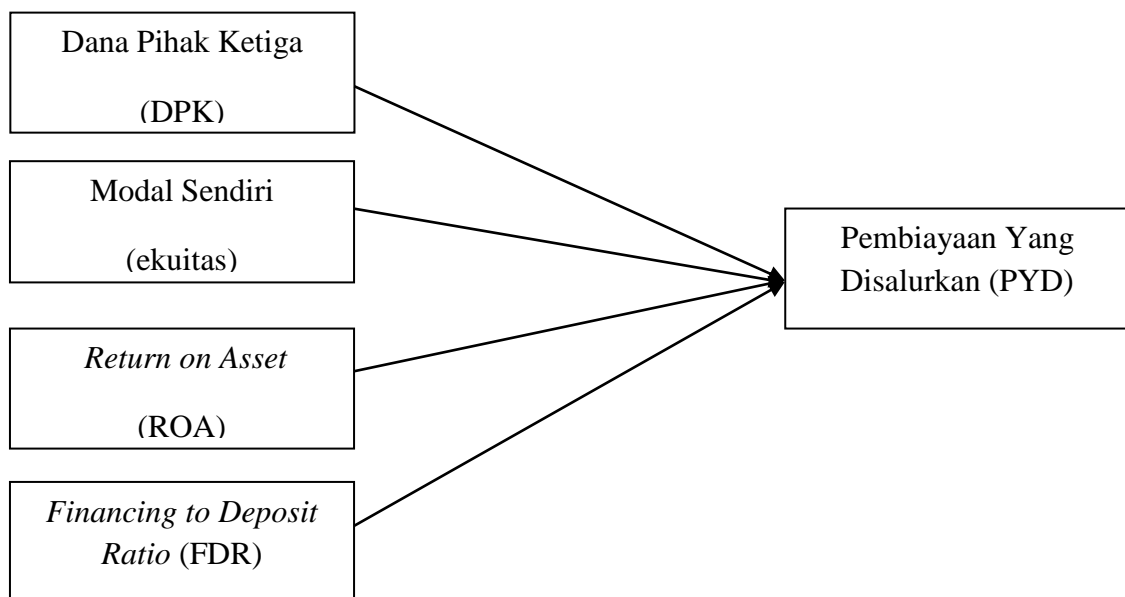 Dana Pihak Ketiga
(DPK)
Modal Sendiri
(ekuitas)
Return on Asset
(ROA)
Financing to Deposit
Ratio (FDR)
Pembiayaan Yang
Disalurkan (PYD)